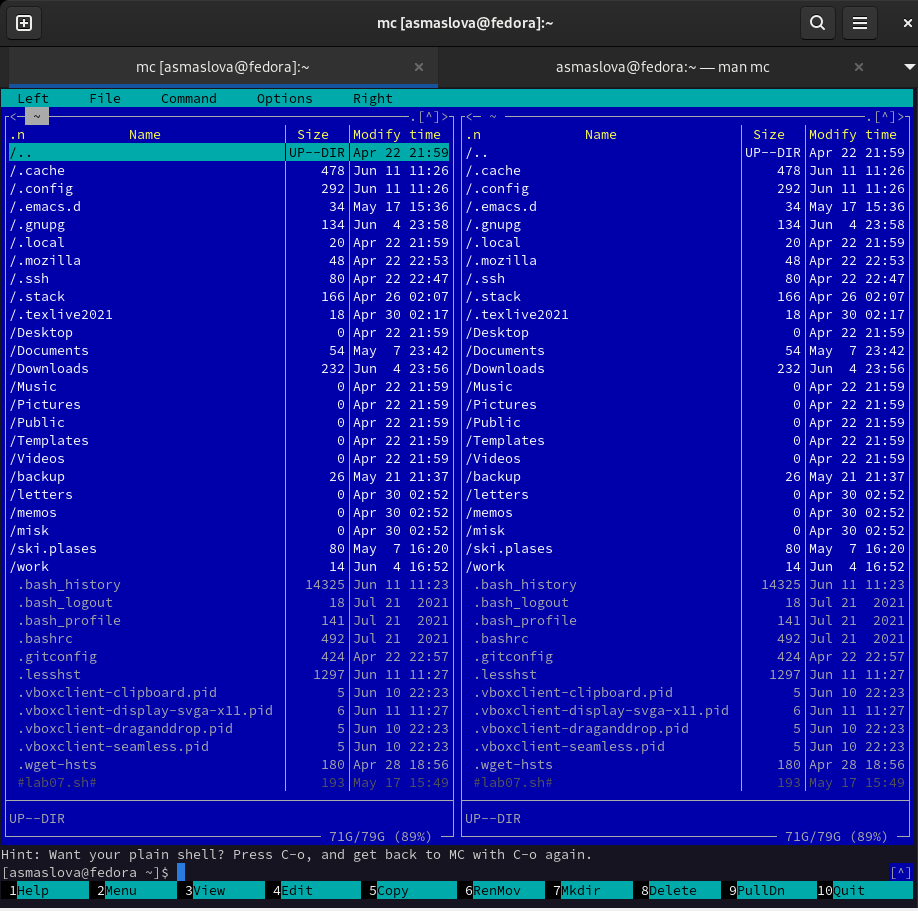 mc [asmaslova@fedora]:~
mc [asmaslova@fedora]:~ × asmaslova@fedora:~ — man mc ×
Left File Command Options Right
<─ ~ .[^]> <─ ~ .[^]>
.n Name Size Modify time .n Name Size Modify time
/.. UP--DIR Apr 22 21:59 /.. UP--DIR Apr 22 21:59
/.cache 478 Jun 11 11:26 /.cache 478 Jun 11 11:26
/.config 292 Jun 11 11:26 /.config 292 Jun 11 11:26
/.emacs.d 34 May 17 15:36 /.emacs.d 34 May 17 15:36
/.gnupg 134 Jun 4 23:58 /.gnupg 134 Jun 4 23:58
/.local 20 Apr 22 21:59 /.local 20 Apr 22 21:59
/.mozilla 48 Apr 22 22:53 /.mozilla 48 Apr 22 22:53
/.ssh 80 Apr 22 22:47 /.ssh 80 Apr 22 22:47
/.stack 166 Apr 26 02:07 /.stack 166 Apr 26 02:07
/.texlive2021 18 Apr 30 02:17 /.texlive2021 18 Apr 30 02:17
/Desktop 0 Apr 22 21:59 /Desktop 0 Apr 22 21:59
/Documents 54 May 7 23:42 /Documents 54 May 7 23:42
/Downloads 232 Jun 4 23:56 /Downloads 232 Jun 4 23:56
/Music 0 Apr 22 21:59 /Music 0 Apr 22 21:59
/Pictures 0 Apr 22 21:59 /Pictures 0 Apr 22 21:59
/Public 0 Apr 22 21:59 /Public 0 Apr 22 21:59
/Templates 0 Apr 22 21:59 /Templates 0 Apr 22 21:59
/Videos 0 Apr 22 21:59 /Videos 0 Apr 22 21:59
/backup 26 May 21 21:37 /backup 26 May 21 21:37
/letters 0 Apr 30 02:52 /letters 0 Apr 30 02:52
/memos 0 Apr 30 02:52 /memos 0 Apr 30 02:52
/misk 0 Apr 30 02:52 /misk 0 Apr 30 02:52
/ski.plases 80 May 7 16:20 /ski.plases 80 May 7 16:20
/work 14 Jun 4 16:52 /work 14 Jun 4 16:52
.bash_history 14325 Jun 11 11:23 .bash_history 14325 Jun 11 11:23
.bash_logout 18 Jul 21 2021 .bash_logout 18 Jul 21 2021
.bash_profile 141 Jul 21 2021 .bash_profile 141 Jul 21 2021
.bashrc 492 Jul 21 2021 .bashrc 492 Jul 21 2021
.gitconfig 424 Apr 22 22:57 .gitconfig 424 Apr 22 22:57
.lesshst 1297 Jun 11 11:27 .lesshst 1297 Jun 11 11:27
.vboxclient-clipboard.pid 5 Jun 10 22:23 .vboxclient-clipboard.pid 5 Jun 10 22:23
.vboxclient-display-svga-x11.pid 6 Jun 11 11:27 .vboxclient-display-svga-x11.pid 6 Jun 11 11:27
.vboxclient-draganddrop.pid 5 Jun 10 22:23 .vboxclient-draganddrop.pid 5 Jun 10 22:23
.vboxclient-seamless.pid 5 Jun 10 22:23 .vboxclient-seamless.pid 5 Jun 10 22:23
.wget-hsts 180 Apr 28 18:56 .wget-hsts 180 Apr 28 18:56
#lab07.sh# 193 May 17 15:49 #lab07.sh# 193 May 17 15:49
UP--DIR UP--DIR
71G/79G (89%) 71G/79G (89%)
Hint: Want your plain shell? Press C-o, and get back to MC with C-o again.
[asmaslova@fedora ~]$ [^]
1Help 2Menu 3View 4Edit 5Copy 6RenMov 7Mkdir 8Delete 9PullDn 10Quit